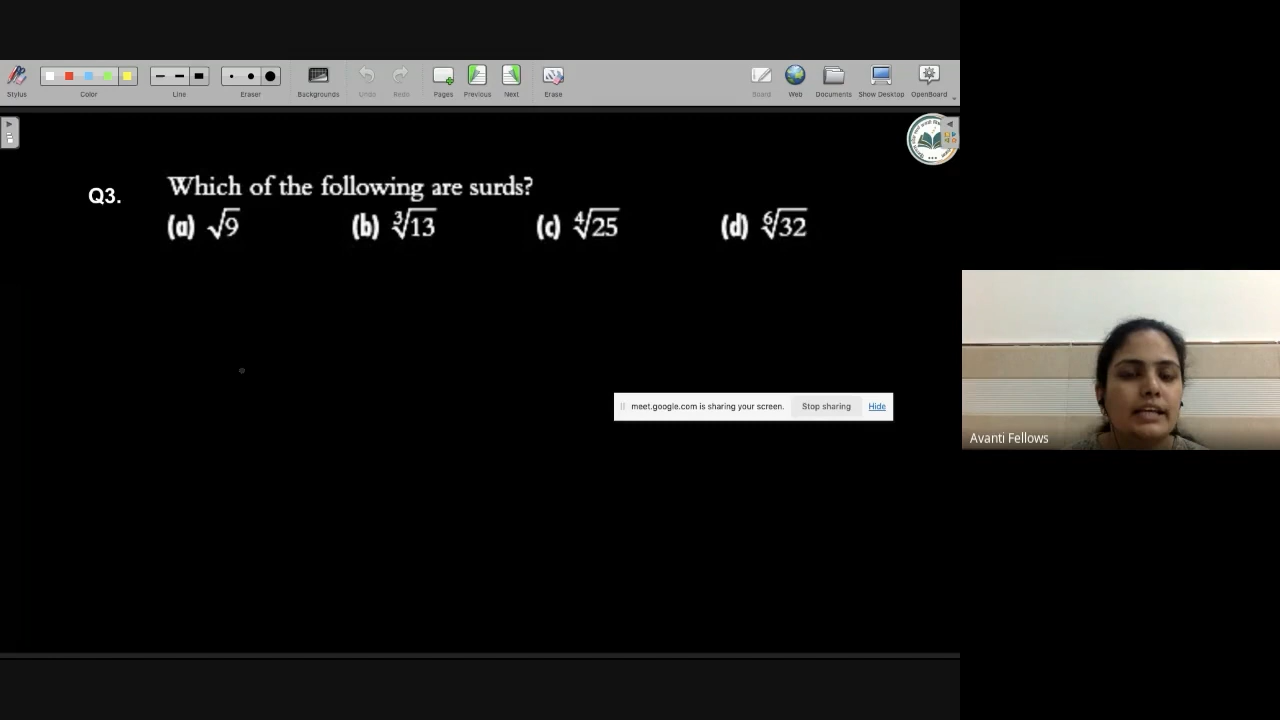 Stylus
Color
Line
Eraser
Backgrounds
Undo
Redo
Pages
Previous
Next
Erase
Board
Web
Documents
Show Desktop
OpenBoard
Q3. Which of the following are surds?
(a) √9 (b) ∛13 (c) ∜25 (d) ⁶√32
meet.google.com is sharing your screen. Stop sharing Hide
Avanti Fellows